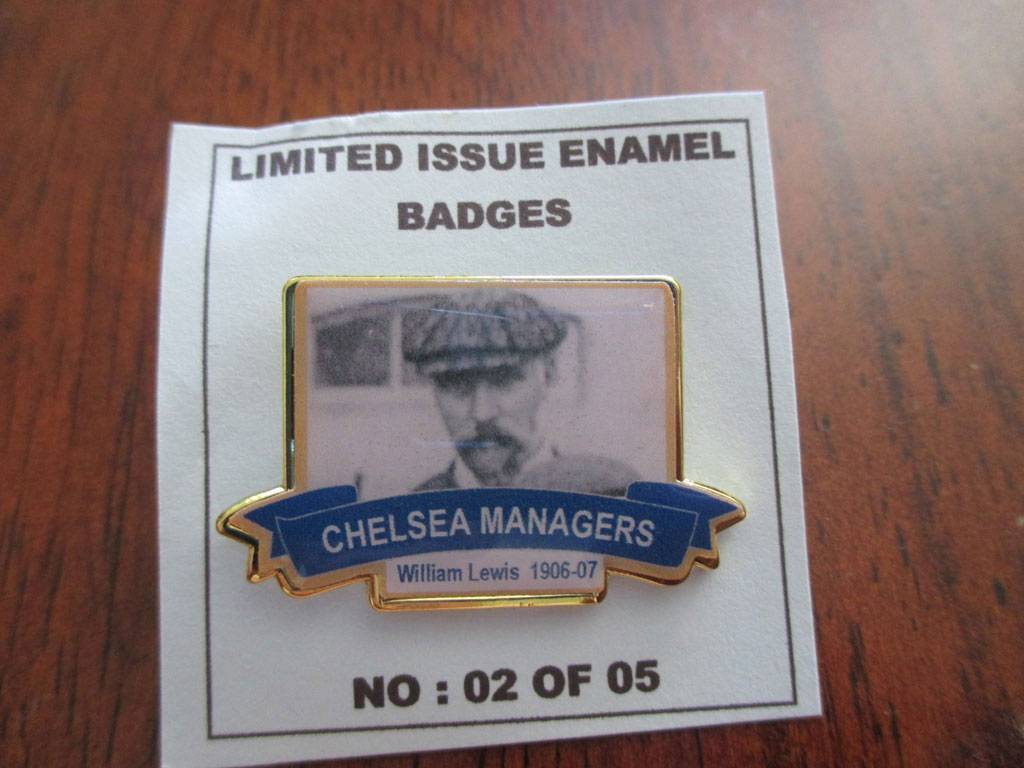 LIMITED ISSUE ENAMEL
BADGES
CHELSEA MANAGERS
William Lewis 1906-07
NO : 02 OF 05